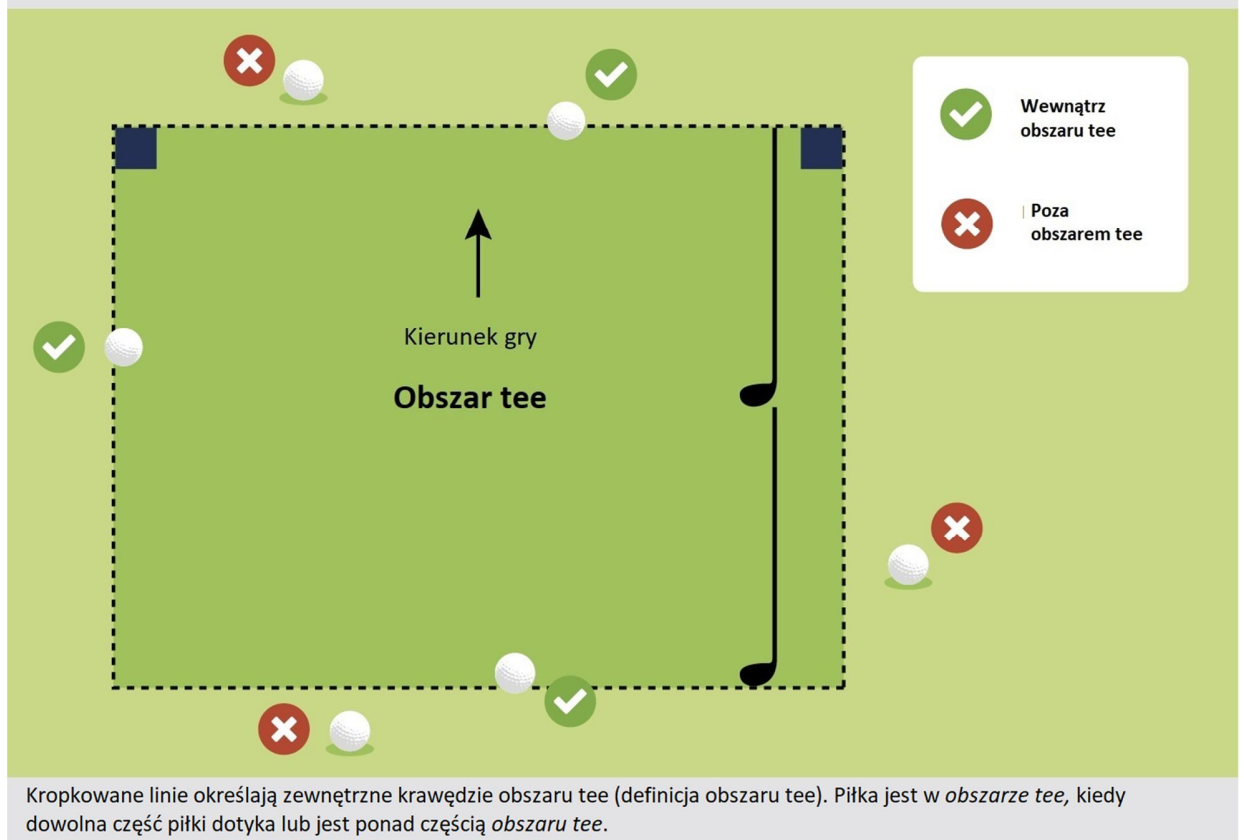 Wewnątrz
obszaru tee
Poza
obszarem tee
Kierunek gry
Obszar tee
Kropkowane linie określają zewnętrzne krawędzie obszaru tee (definicja obszaru tee). Piłka jest w obszarze tee, kiedy
dowolna część piłki dotyka lub jest ponad częścią obszaru tee.